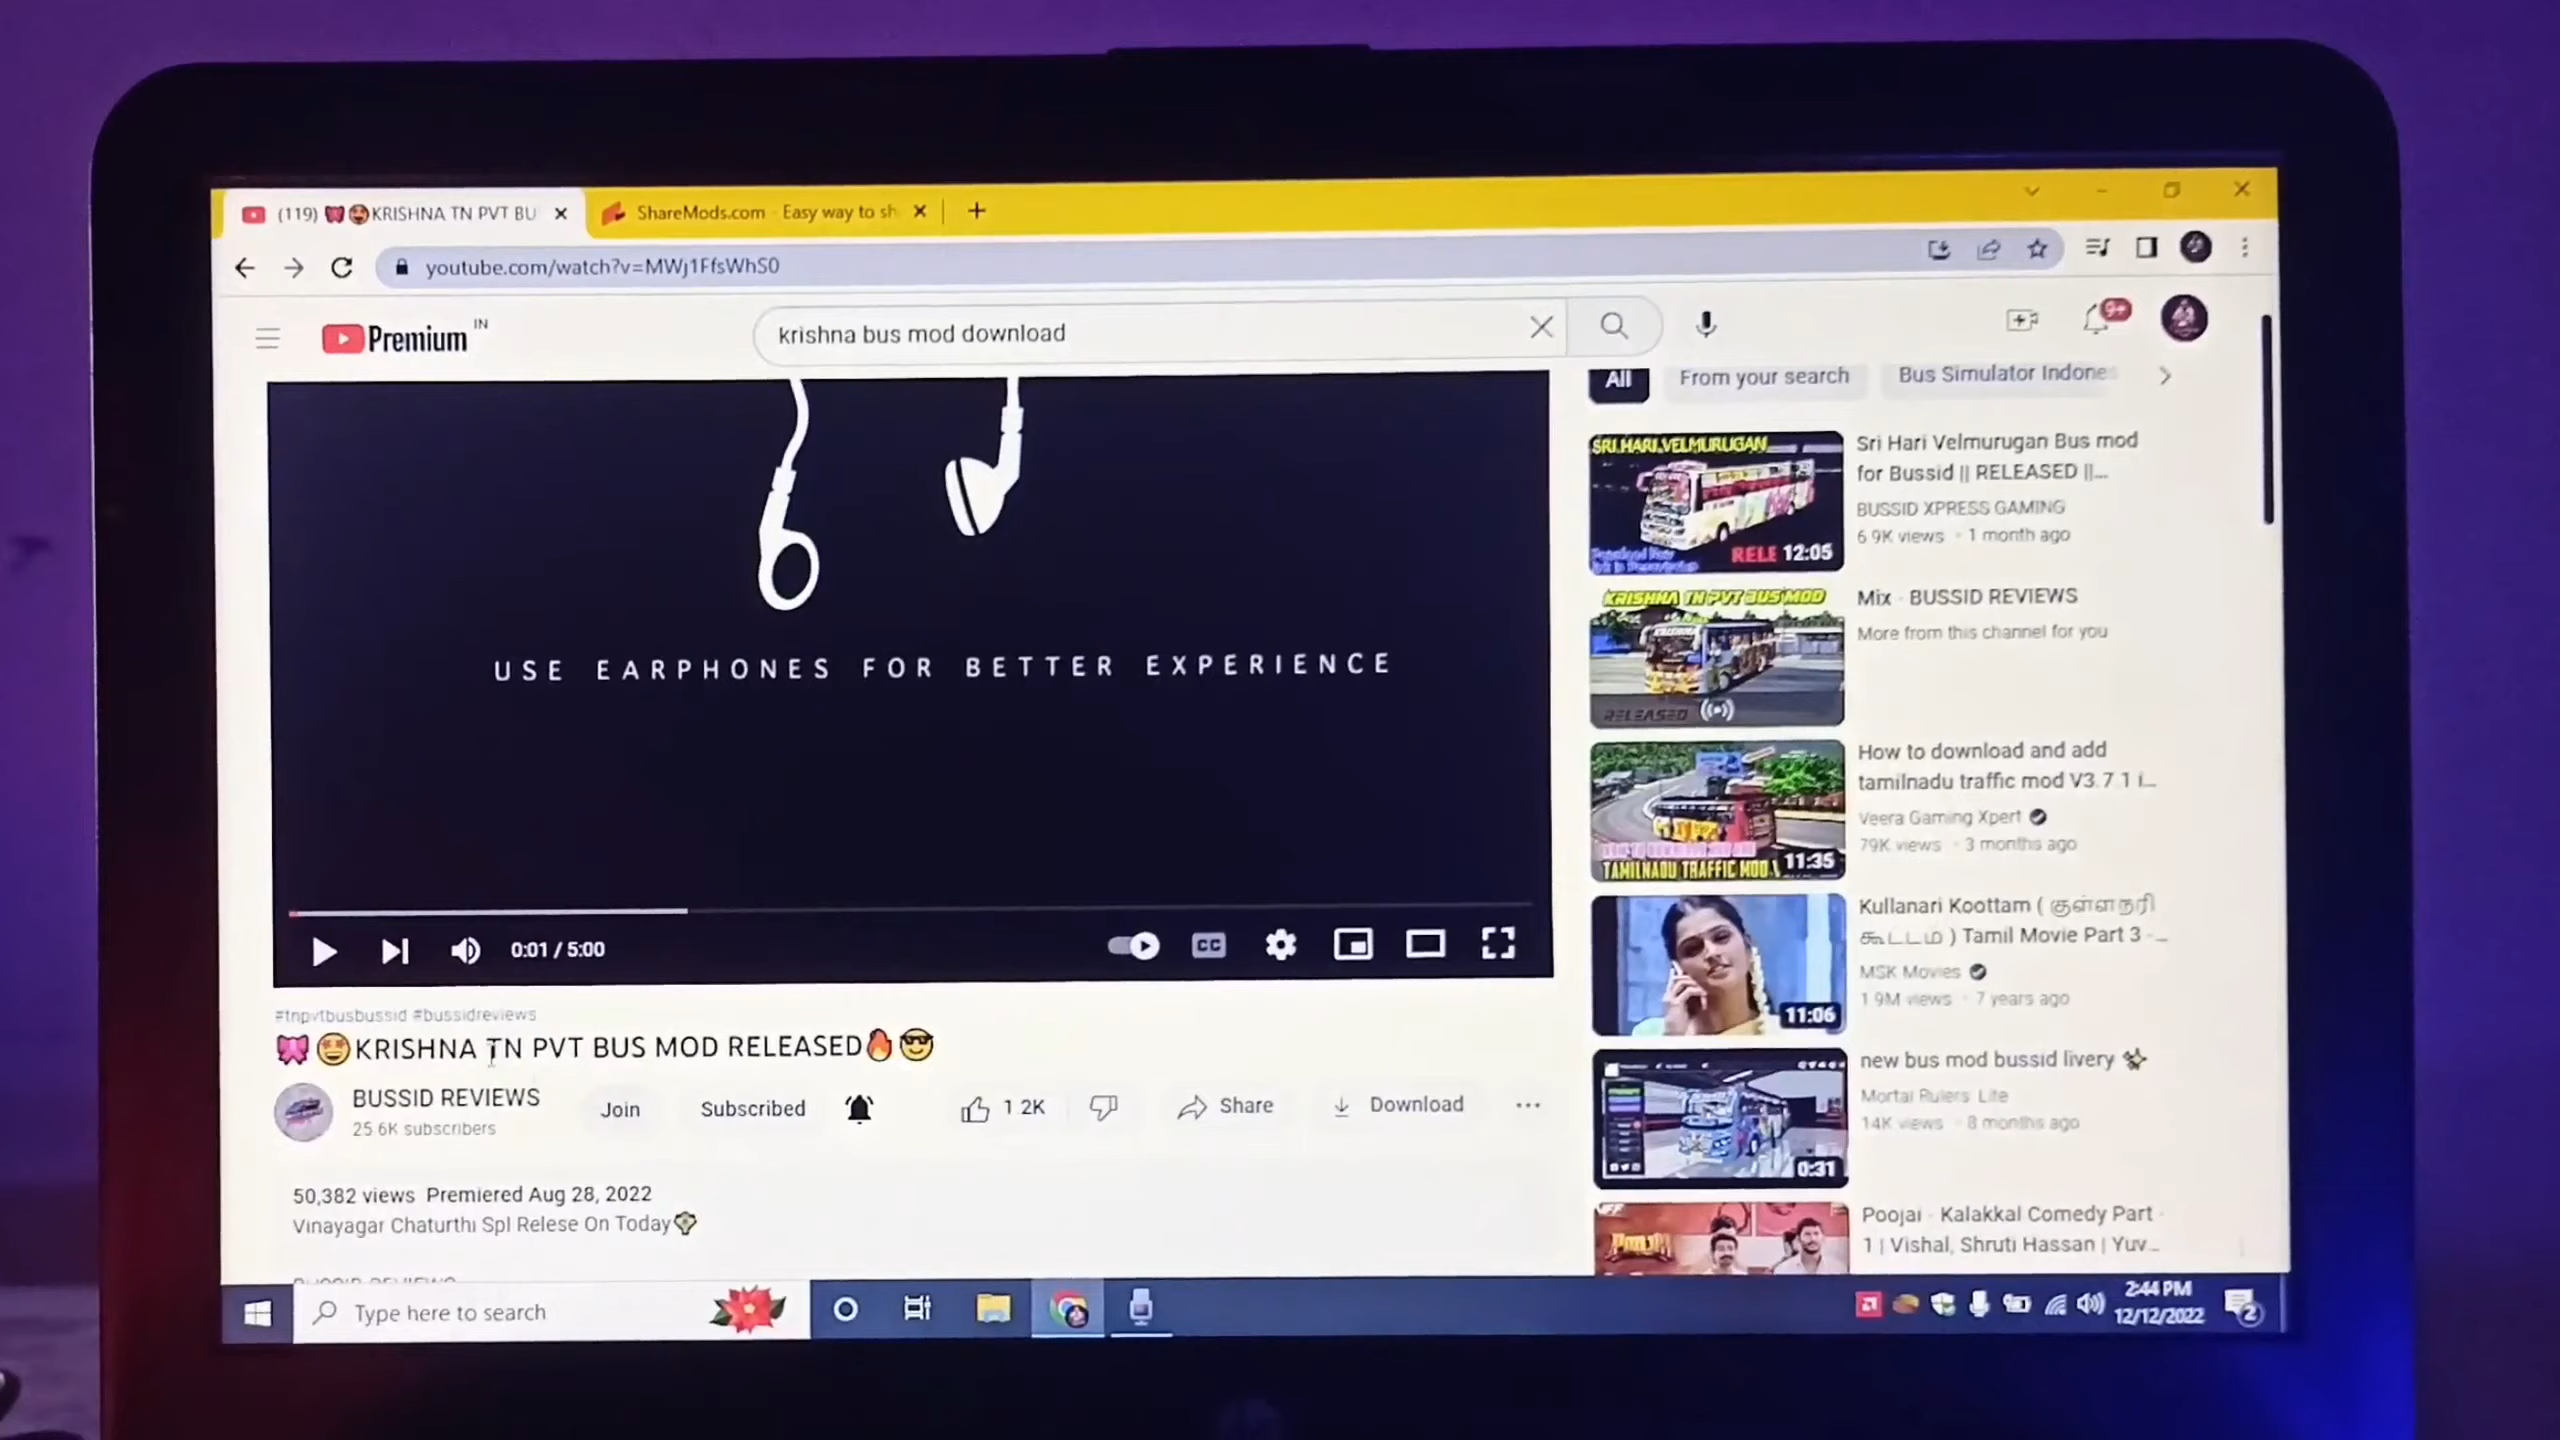 (119) 🎀🤩KRISHNA TN PVT BU
ShareMods.com - Easy way to sh
youtube.com/watch?v=MWj1FfsWhS0
Premium IN
krishna bus mod download
9+
USE EARPHONES FOR BETTER EXPERIENCE
0:01 / 5:00
CC
#tnpvtbusbussid #bussidreviews
🎀🤩KRISHNA TN PVT BUS MOD RELEASED🔥😎
BUSSID REVIEWS
25.6K subscribers
Join
Subscribed
1.2K
Share
Download
50,382 views Premiered Aug 28, 2022
Vinayagar Chaturthi Spl Relese On Today
BUSSID REVIEWS
All
From your search
Bus Simulator Indones
SRI HARI VELMURUGAN
RELE 12:05
Sri Hari Velmurugan Bus mod
for Bussid || RELEASED ||...
BUSSID XPRESS GAMING
6.9K views • 1 month ago
KRISHNA TN PVT BUS MOD
RELEASED
Mix - BUSSID REVIEWS
More from this channel for you
TAMILNADU TRAFFIC MOD V
11:35
How to download and add
tamilnadu traffic mod V3.7.1 i...
Veera Gaming Xpert
79K views • 3 months ago
11:06
Kullanari Koottam ( குள்ளநரி
கூட்டம் ) Tamil Movie Part 3 -...
MSK Movies
1.9M views • 7 years ago
0:31
new bus mod bussid livery ✨
Mortal Rulers Lite
14K views • 8 months ago
Poojai - Kalakkal Comedy Part -
1 | Vishal, Shruti Hassan | Yuv...
Type here to search
2:44 PM
12/12/2022
2